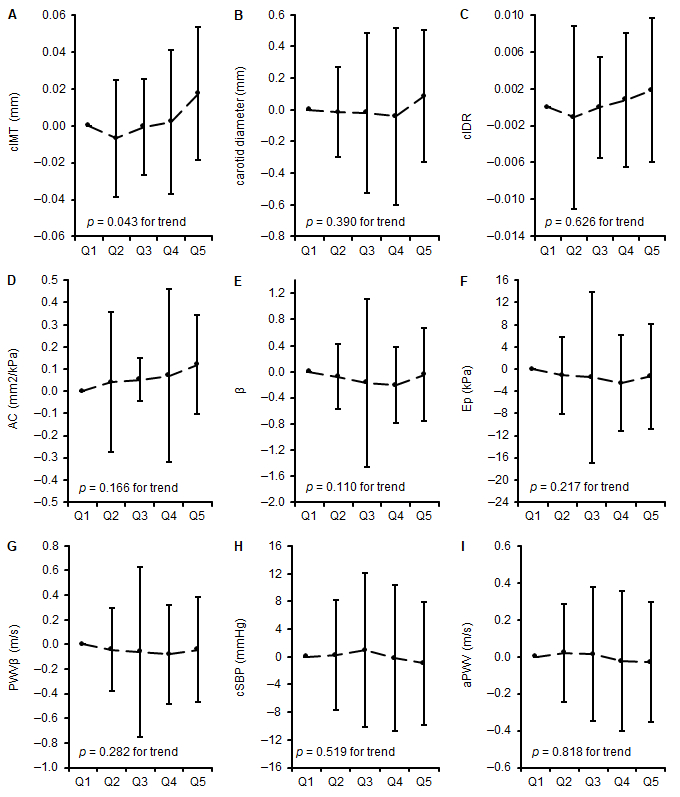 A
cIMT (mm)
0.06
0.04
0.02
0.00
–0.02
–0.04
–0.06
p = 0.043 for trend
Q1 Q2 Q3 Q4 Q5
B
carotid diameter (mm)
0.8
0.6
0.4
0.2
0.0
–0.2
–0.4
–0.6
0.8
p = 0.390 for trend
Q1 Q2 Q3 Q4 Q5
C
cIDR
0.010
0.006
0.002
–0.002
–0.006
–0.010
–0.014
p = 0.626 for trend
Q1 Q2 Q3 Q4 Q5
D
AC (mm2/kPa)
0.5
0.4
0.3
0.2
0.1
0.0
–0.1
–0.2
–0.3
–0.4
–0.5
p = 0.166 for trend
Q1 Q2 Q3 Q4 Q5
E
β
1.2
0.8
0.4
0.0
–0.4
–0.8
–1.2
–1.6
–2.0
p = 0.110 for trend
Q1 Q2 Q3 Q4 Q5
F
Ep (kPa)
16
12
8
4
0
–4
–8
–12
–16
–20
–24
p = 0.217 for trend
Q1 Q2 Q3 Q4 Q5
G
PWVβ (m/s)
0.8
0.6
0.4
0.2
0.0
–0.2
–0.4
–0.6
–0.8
–1.0
p = 0.282 for trend
Q1 Q2 Q3 Q4 Q5
H
cSBP (mmHg)
16
12
8
4
0
–4
–8
–12
–16
p = 0.519 for trend
Q1 Q2 Q3 Q4 Q5
I
aPWV (m/s)
0.6
0.4
0.2
0.0
–0.2
–0.4
–0.6
p = 0.818 for trend
Q1 Q2 Q3 Q4 Q5